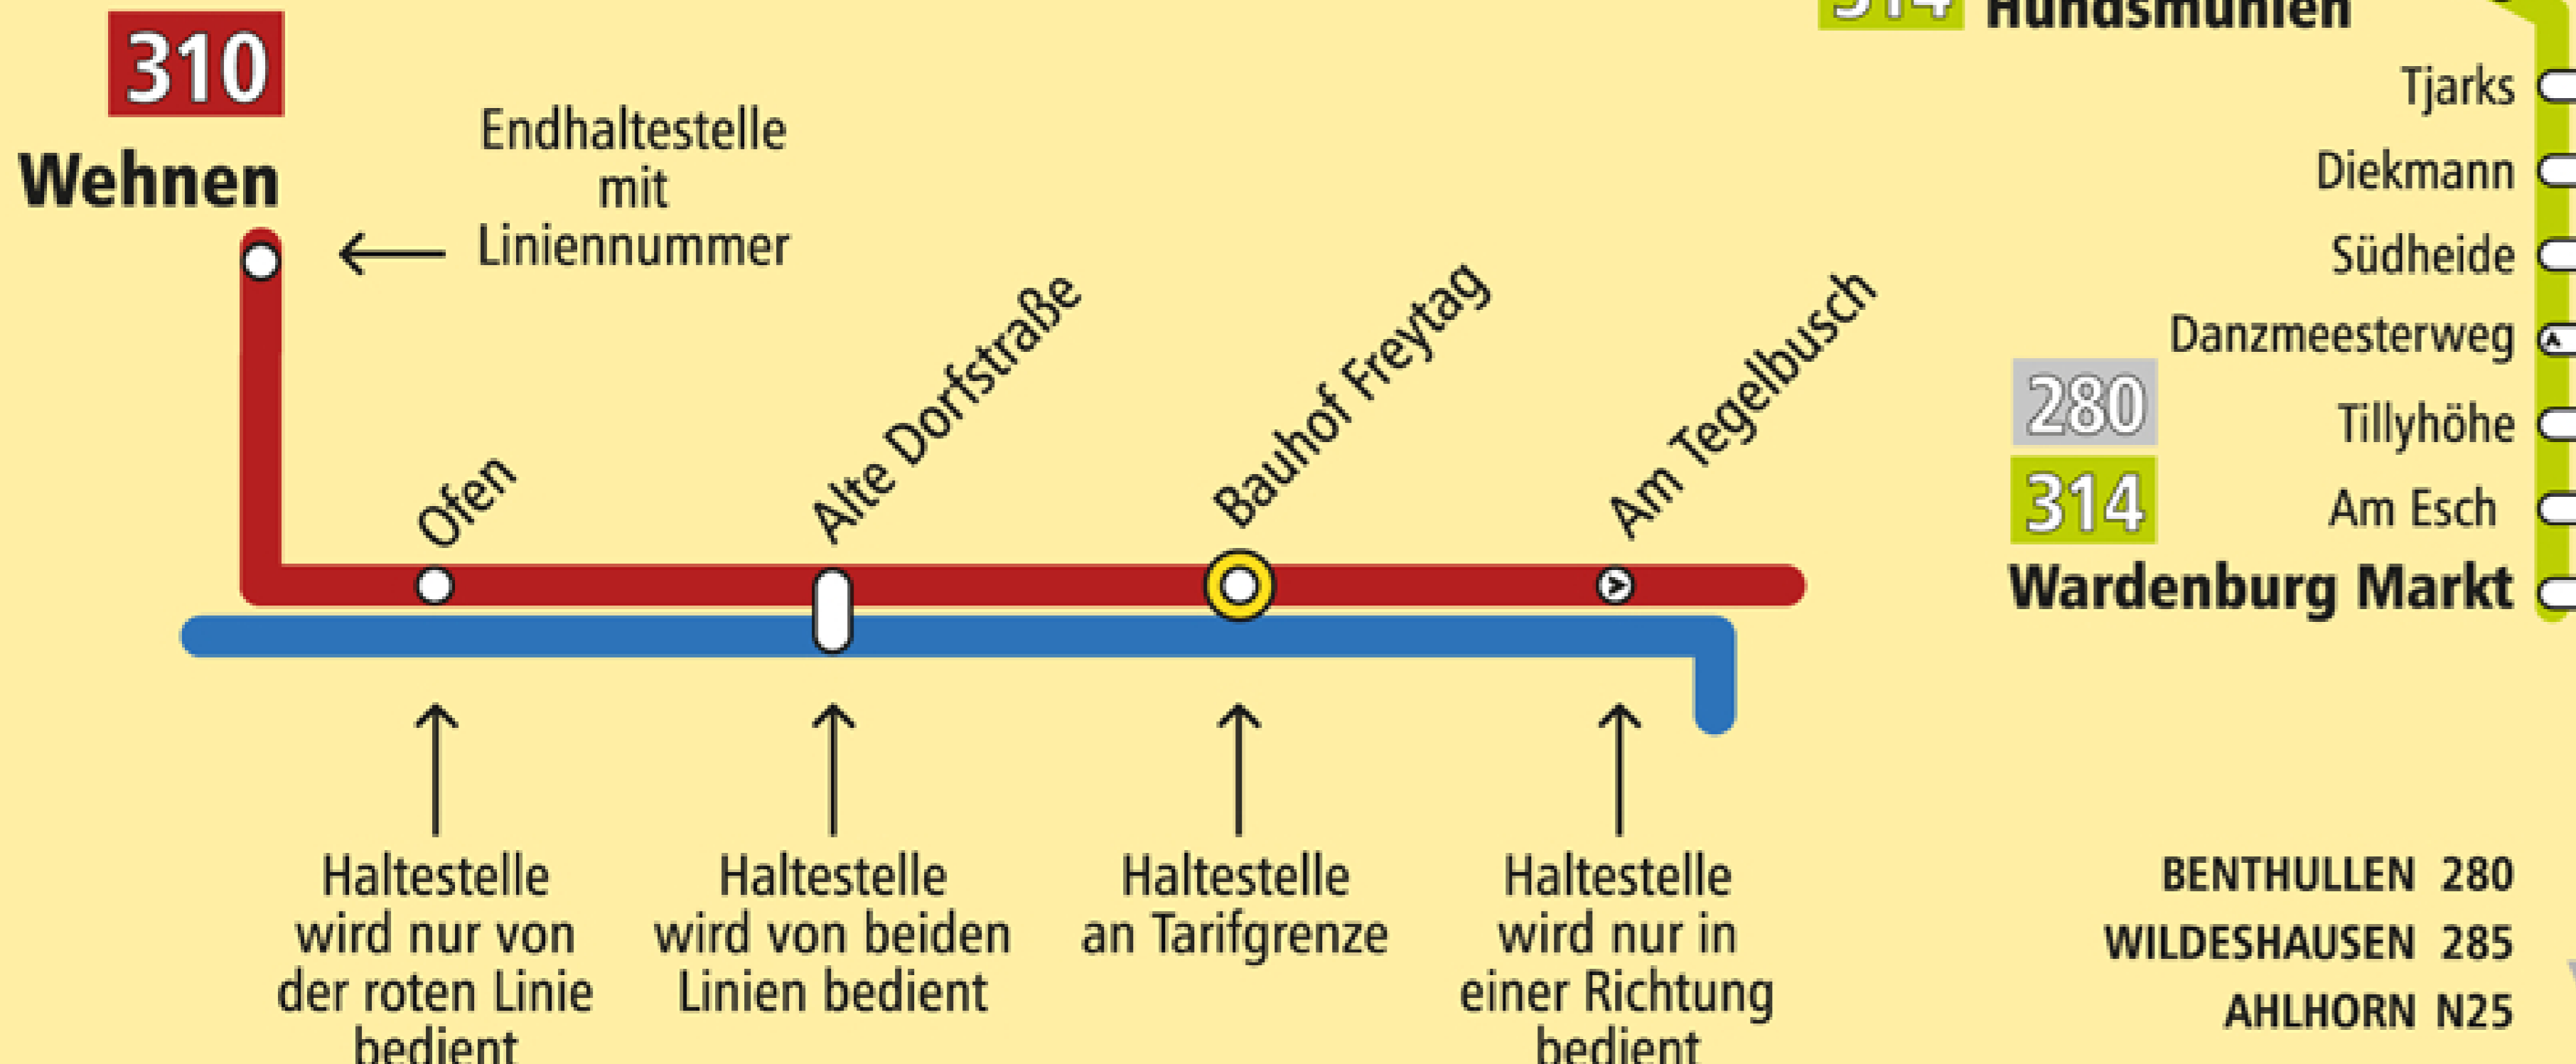 310
Wehnen
Endhaltestelle
mit
Liniennummer
Ofen
Alte Dorfstraße
Bauhof Freytag
Am Tegelbusch
Haltestelle
wird nur von
der roten Linie
bedient
Haltestelle
wird von beiden
Linien bedient
Haltestelle
an Tarifgrenze
Haltestelle
wird nur in
einer Richtung
bedient
314 Hundsmühlen
Tjarks
Diekmann
Südheide
Danzmeesterweg
280
Tillyhöhe
314
Am Esch
Wardenburg Markt
BENTHULLEN 280
WILDESHAUSEN 285
AHLHORN N25